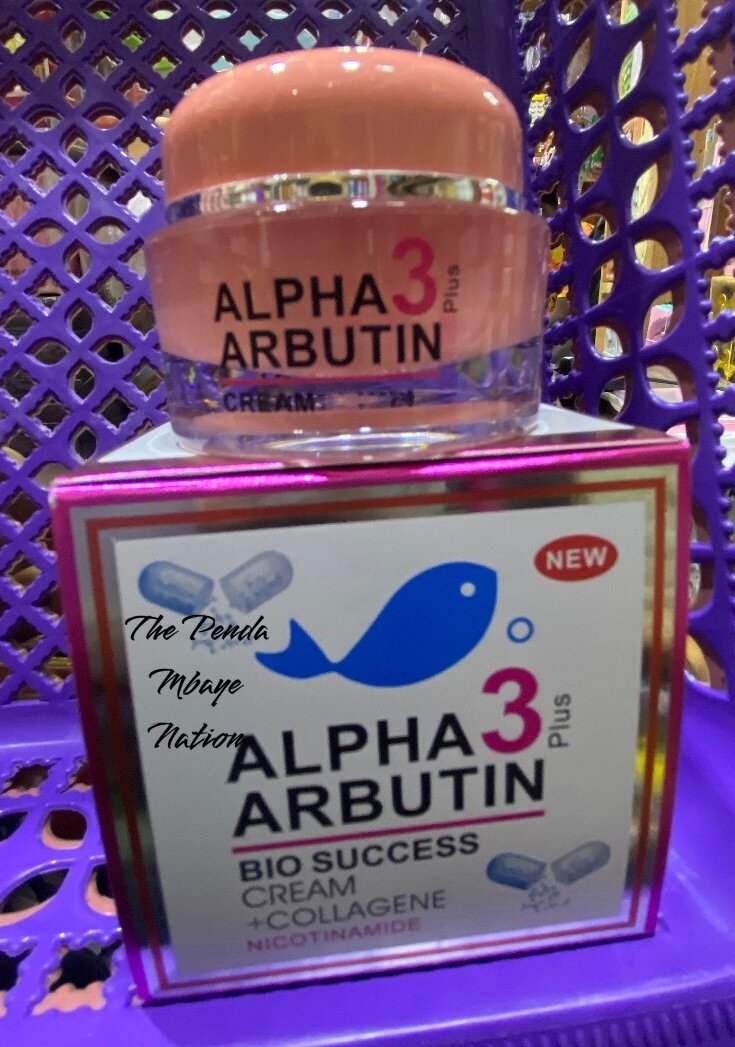 ALPHA 3 Plus
ARBUTIN
CREAM
NEW
The Penda
Mbaye
Nation
ALPHA 3 Plus
ARBUTIN
BIO SUCCESS
CREAM
+COLLAGENE
NICOTINAMIDE